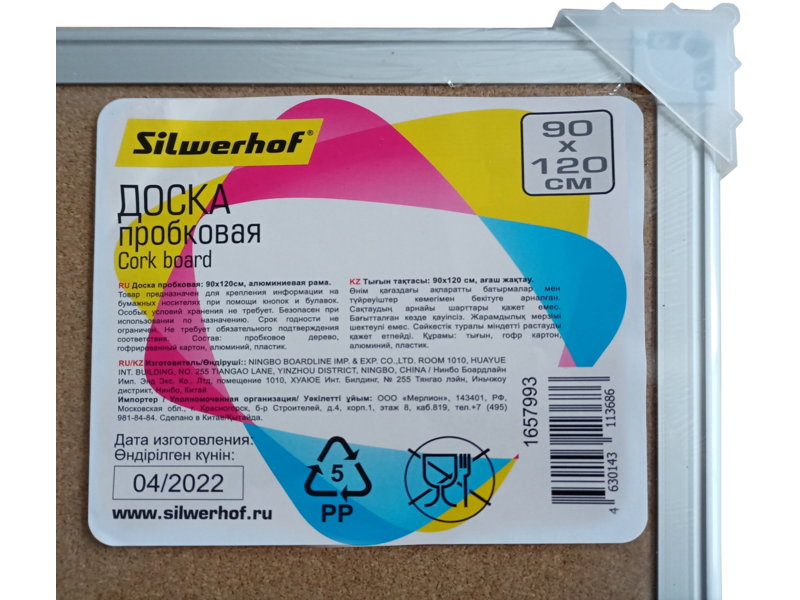 Silwerhof®
90
x
120
СМ
ДОСКА
пробковая
Cork board
RU Доска пробковая: 90х120см, алюминиевая рама.
Товар предназначен для крепления информации на
бумажных носителях при помощи кнопок и булавок.
Особых условий хранения не требует. Безопасен при
использовании по назначению. Срок годности не
ограничен. Не требует обязательного подтверждения
соответствия. Состав: пробковое дерево,
гофрированный картон, алюминий, пластик.
KZ Тығын тақтасы: 90х120 см, ағаш жақтау.
Өнім қағаздағы ақпаратты батырмалар мен
түйреуіштер көмегімен бекітуге арналған.
Сақтаудың арнайы шарттары қажет емес.
Бағытталған кезде қауіпсіз. Жарамдылық мерзімі
шектеулі емес. Сәйкестік туралы міндетті растауды
қажет етпейді. Құрамы: тығын, гофр картон,
алюминий, пластик.
RU/KZ Изготовитель/Өндіруші:: NINGBO BOARDLINE IMP. & EXP. CO.,LTD. ROOM 1010, HUAYUE
INT. BUILDING, NO. 255 TIANGAO LANE, YINZHOU DISTRICT, NINGBO, CHINA / Нинбо Боардлайн
Имп. Энд Экс. Ко., Лтд, помещение 1010, ХУАЮЕ Инт. Билдинг, № 255 Тянгао лэйн, Иньчжоу
дистрикт, Нинбо, Китай
Импортер / Уполномоченная организация/ Уәкілетті ұйым: ООО «Мерлион», 143401, РФ,
Московская обл., г. Красногорск, б-р Строителей, д.4, корп.1, этаж 8, каб.819, тел.:+7 (495)
981-84-84. Сделано в Китае/Қытайда.
Дата изготовления:
Өндірілген күнін:
04/2022
www.silwerhof.ru
5
PP
1657993
4 630143 113686